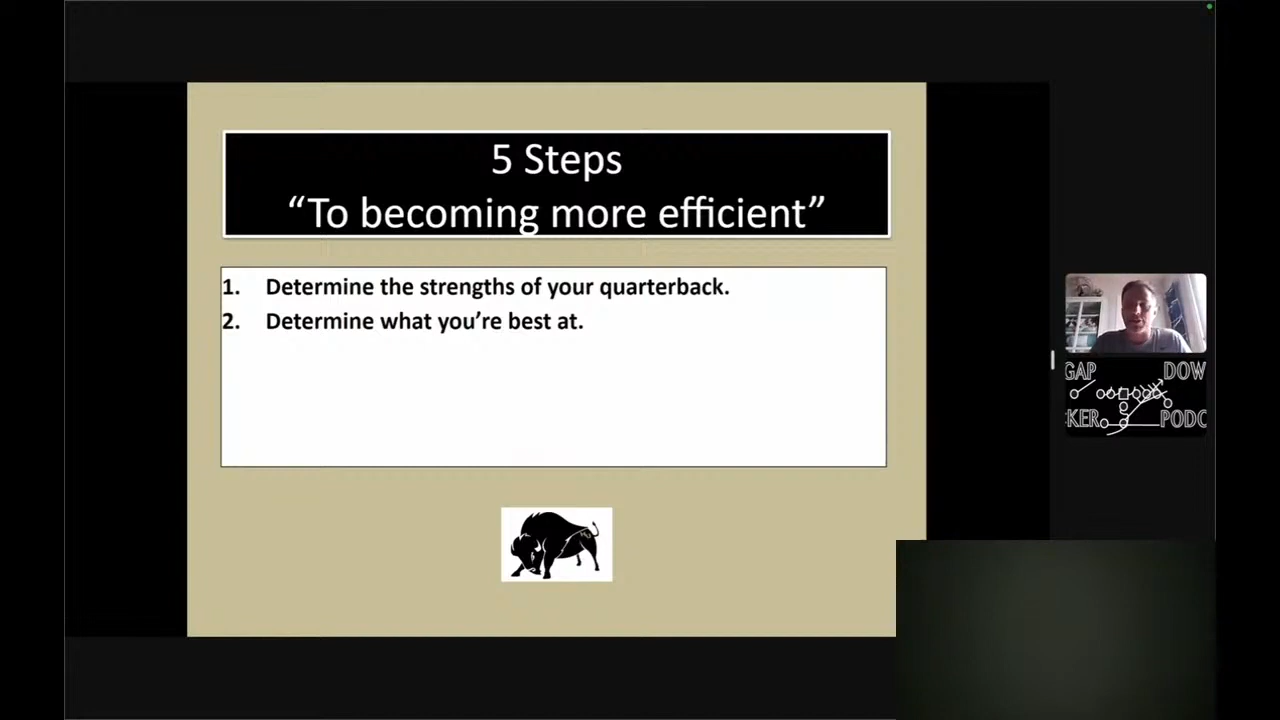 5 Steps
“To becoming more efficient”
1. Determine the strengths of your quarterback.
2. Determine what you’re best at.
GAP DOW
KER PODC